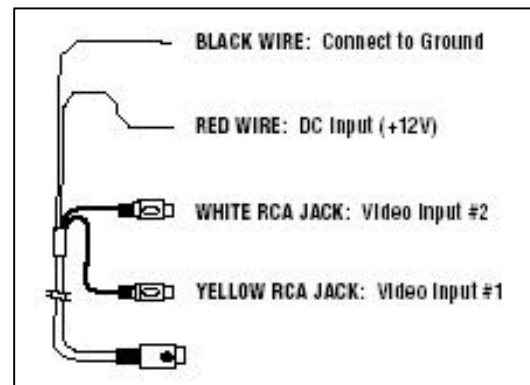 BLACK WIRE: Connect to Ground
RED WIRE: DC Input (+12V)
WHITE RCA JACK: Video Input #2
YELLOW RCA JACK: Video Input #1